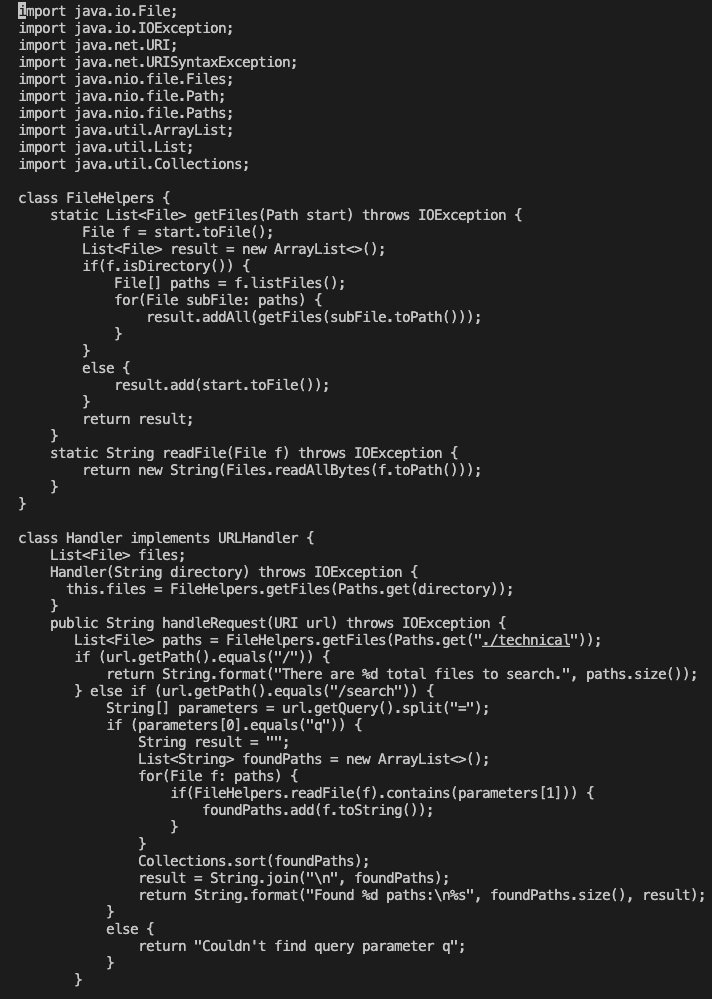 import java.io.File;
import java.io.IOException;
import java.net.URI;
import java.net.URISyntaxException;
import java.nio.file.Files;
import java.nio.file.Path;
import java.nio.file.Paths;
import java.util.ArrayList;
import java.util.List;
import java.util.Collections;

class FileHelpers {
    static List<File> getFiles(Path start) throws IOException {
        File f = start.toFile();
        List<File> result = new ArrayList<>();
        if(f.isDirectory()) {
            File[] paths = f.listFiles();
            for(File subFile: paths) {
                result.addAll(getFiles(subFile.toPath()));
            }
        }
        else {
            result.add(start.toFile());
        }
        return result;
    }
    static String readFile(File f) throws IOException {
        return new String(Files.readAllBytes(f.toPath()));
    }
}

class Handler implements URLHandler {
    List<File> files;
    Handler(String directory) throws IOException {
      this.files = FileHelpers.getFiles(Paths.get(directory));
    }
    public String handleRequest(URI url) throws IOException {
       List<File> paths = FileHelpers.getFiles(Paths.get("./technical"));
       if (url.getPath().equals("/")) {
           return String.format("There are %d total files to search.", paths.size());
       } else if (url.getPath().equals("/search")) {
           String[] parameters = url.getQuery().split("=");
           if (parameters[0].equals("q")) {
               String result = "";
               List<String> foundPaths = new ArrayList<>();
               for(File f: paths) {
                   if(FileHelpers.readFile(f).contains(parameters[1])) {
                       foundPaths.add(f.toString());
                   }
               }
               Collections.sort(foundPaths);
               result = String.join("\n", foundPaths);
               return String.format("Found %d paths:\n%s", foundPaths.size(), result);
           }
           else {
               return "Couldn't find query parameter q";
           }
       }